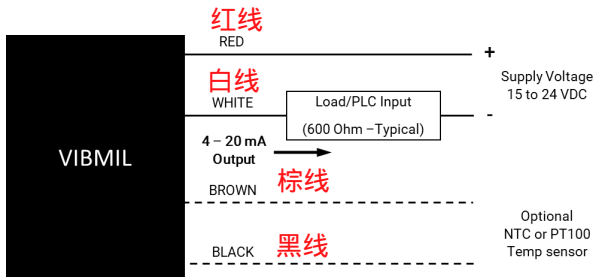 红线
RED
+
白线
WHITE
Load/PLC Input
(600 Ohm –Typical)
Supply Voltage
15 to 24 VDC
-
VIBMIL
4 – 20 mA
Output
BROWN
棕线
BLACK
黑线
Optional
NTC or PT100
Temp sensor